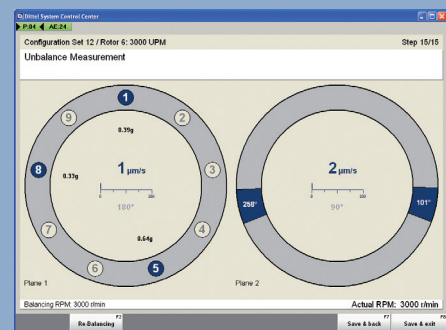 Dittel System Control Center
P:04 AE:24
Configuration Set 12 / Rotor 6: 3000 UPM Step 15/15
Unbalance Measurement
1
9 2
0.39g
8 0.33g 1 µm/s 3
180°
7 4
0.64g
6 5
Plane 1
2 µm/s
258° 101°
90°
Plane 2
Balancing RPM: 3000 r/min Actual RPM: 3000 r/min
Re-Balancing F2
Save & back F7
Save & exit F8